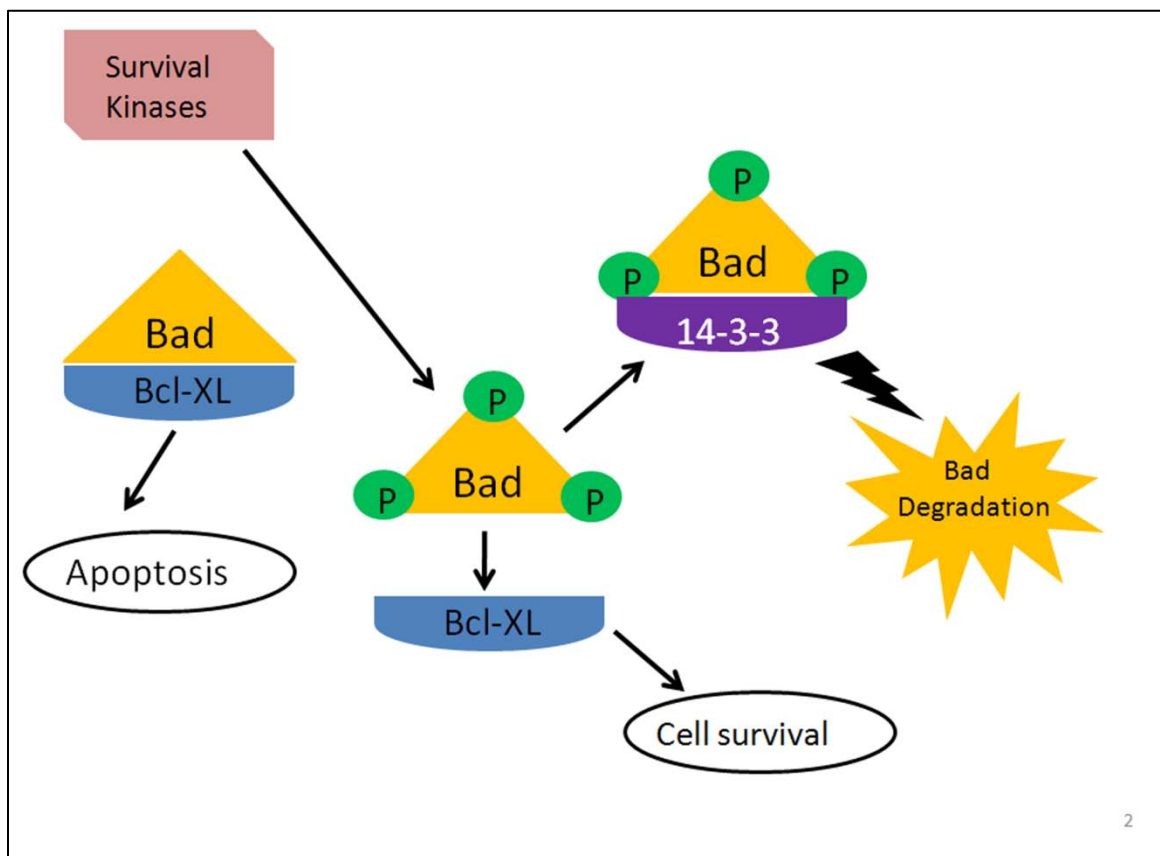 Survival
Kinases
P
Bad
P
P
14-3-3
Bad
Bcl-XL
P
Bad
P
P
Bad
Degradation
Apoptosis
Bcl-XL
Cell survival
2